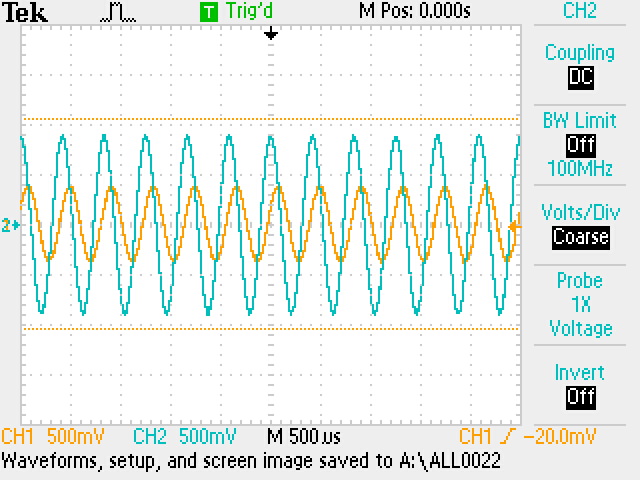 Tek T Trig'd M Pos: 0.000s CH2
Coupling
DC
BW Limit
Off
100MHz
Volts/Div
Coarse
2
Probe
1X
Voltage
Invert
Off
CH1 500mV CH2 500mV M 500µs CH1 -20.0mV
Waveforms, setup, and screen image saved to A:\ALL0022